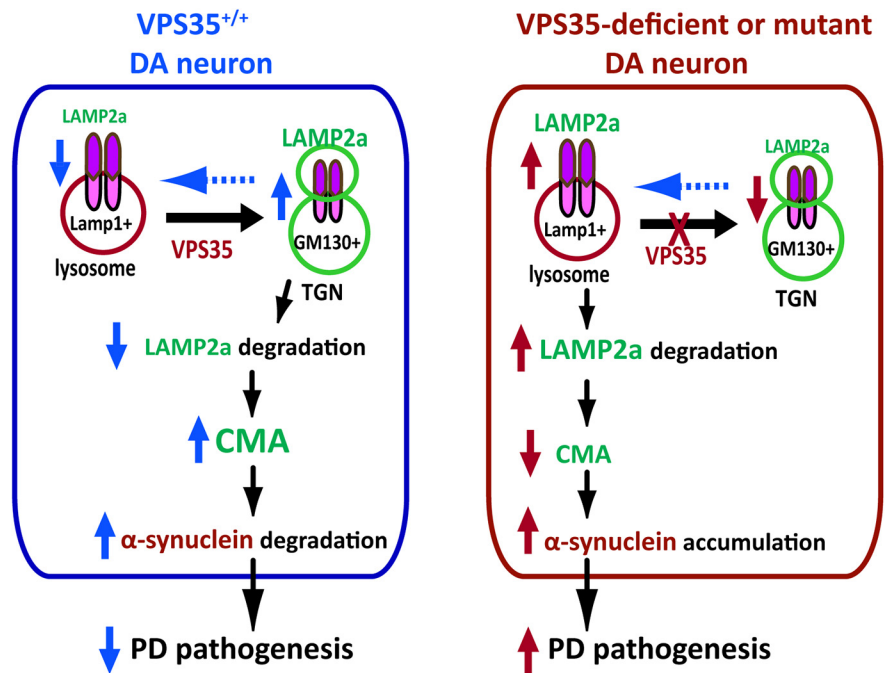 VPS35+/+
DA neuron
LAMP2a
LAMP2a
Lamp1+
VPS35
GM130+
lysosome
TGN
LAMP2a degradation
CMA
α-synuclein degradation
PD pathogenesis
VPS35-deficient or mutant
DA neuron
LAMP2a
LAMP2a
Lamp1+
X
VPS35
GM130+
lysosome
TGN
LAMP2a degradation
CMA
α-synuclein accumulation
PD pathogenesis